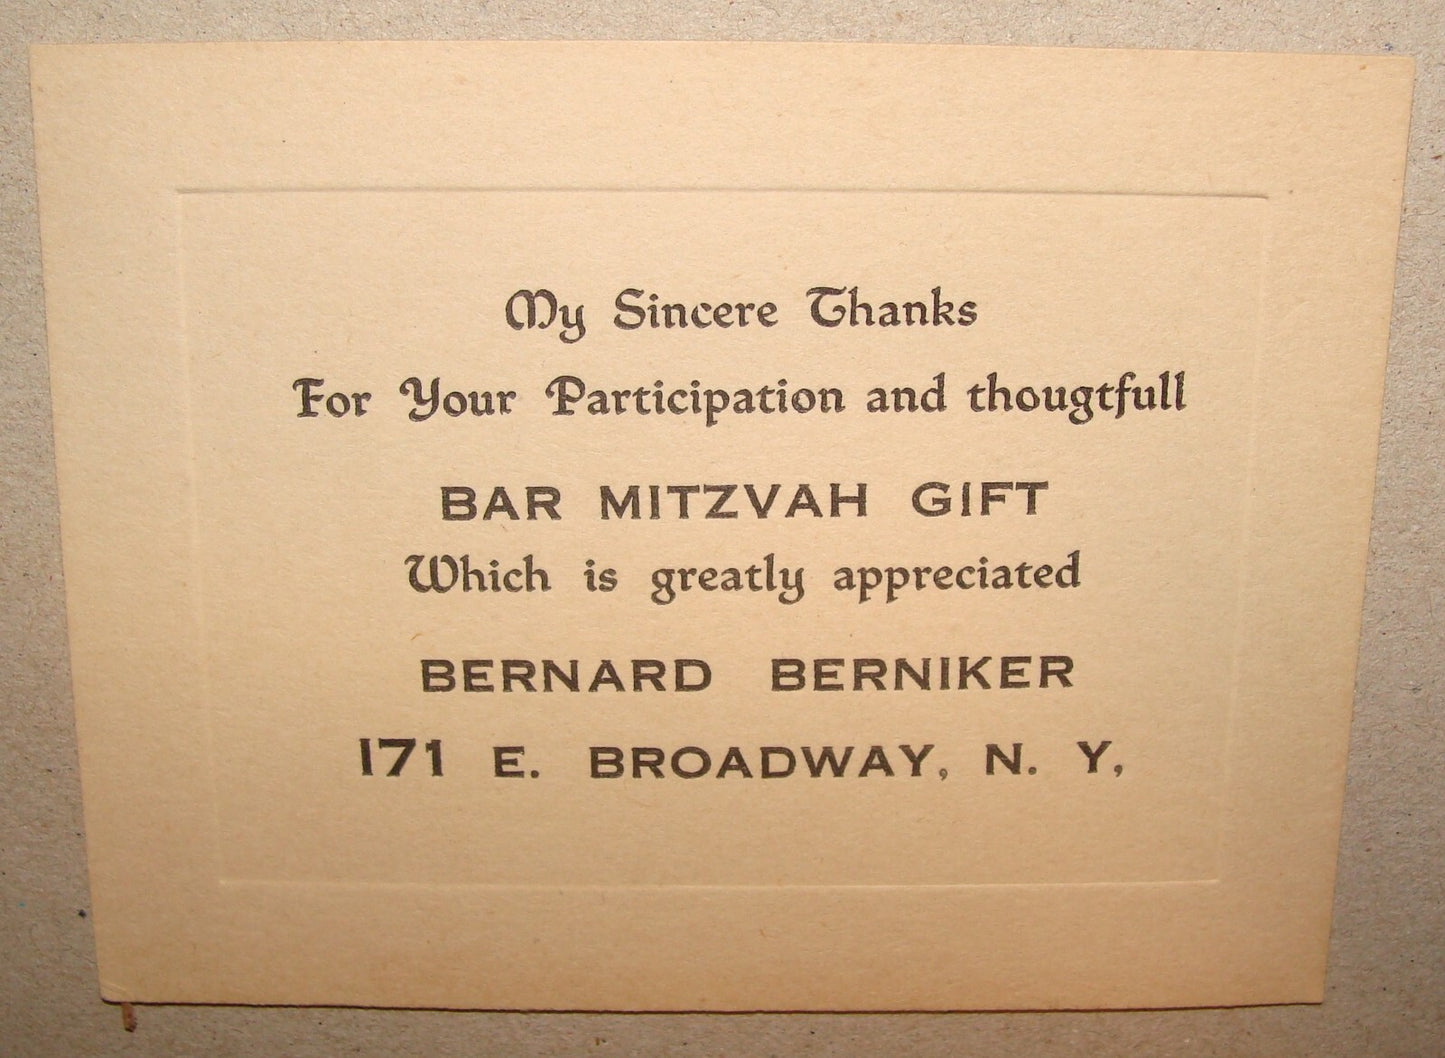 My Sincere Thanks
For Your Participation and thougtfull
BAR MITZVAH GIFT
Which is greatly appreciated
BERNARD BERNIKER
171 E. BROADWAY, N. Y,